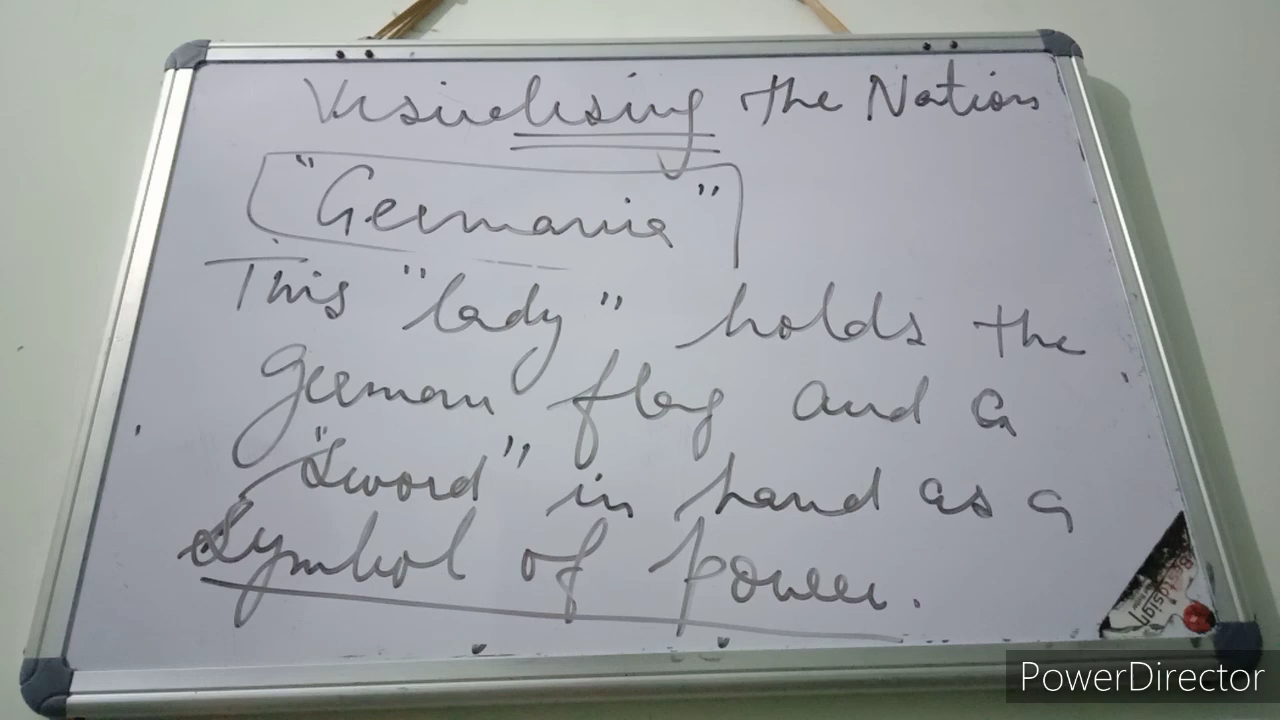 Visualising the Nation
"Germania"
This "lady" holds the
german flag and a
"Sword" in hand as a
Symbol of power.
Bestdesign
PowerDirector